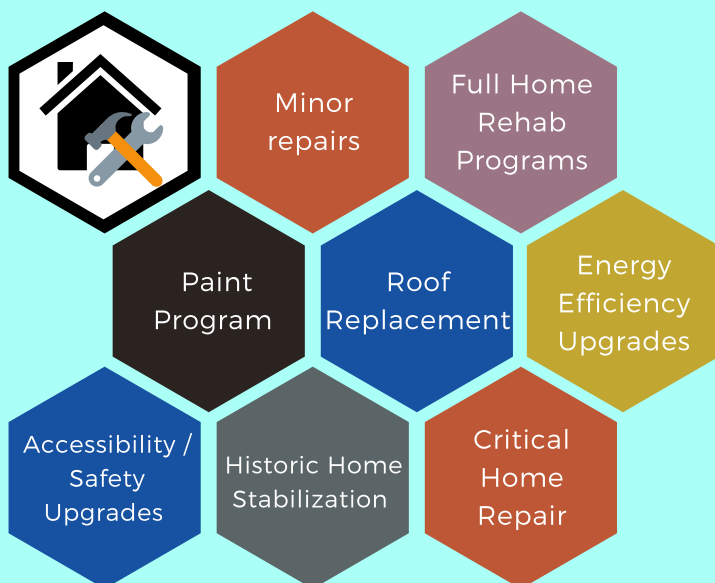 Minor
repairs
Full Home
Rehab
Programs
Paint
Program
Roof
Replacement
Energy
Efficiency
Upgrades
Accessibility /
Safety
Upgrades
Historic Home
Stabilization
Critical
Home
Repair